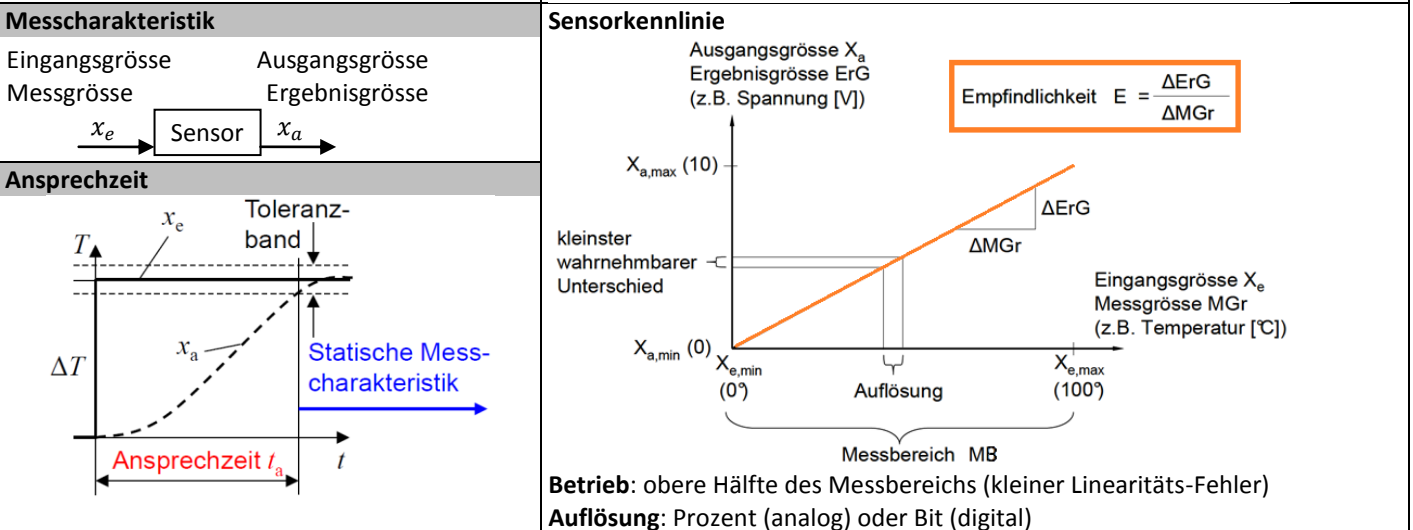 Messcharakteristik
Eingangsgrösse Ausgangsgrösse
Messgrösse Ergebnisgrösse
x_e Sensor x_a
Ansprechzeit
Toleranz-
band
x_e
T
x_a
ΔT
Statische Mess-
charakteristik
Ansprechzeit t_a
t
Sensorkennlinie
Ausgangsgrösse X_a
Ergebnisgrösse ErG
(z.B. Spannung [V])
Empfindlichkeit E = ΔErG / ΔMGr
X_a,max (10)
ΔErG
ΔMGr
kleinster
wahrnehmbarer
Unterschied
Eingangsgrösse X_e
Messgrösse MGr
(z.B. Temperatur [°C])
X_a,min (0)
X_e,min
(0°)
Auflösung
X_e,max
(100°)
Messbereich MB
Betrieb: obere Hälfte des Messbereichs (kleiner Linearitäts-Fehler)
Auflösung: Prozent (analog) oder Bit (digital)